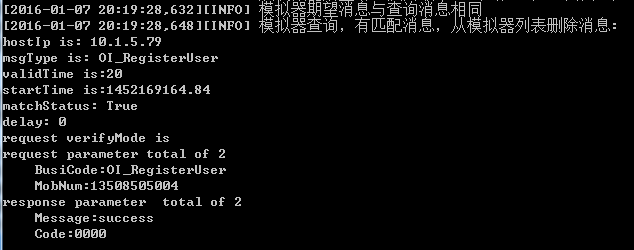 [2016-01-07 20:19:28,632][INFO] 模拟器期望消息与查询消息相同
[2016-01-07 20:19:28,648][INFO] 模拟器查询，有匹配消息，从模拟器列表删除消息：
hostIp is: 10.1.5.79
msgType is: OI_RegisterUser
validTime is:20
startTime is:1452169164.84
matchStatus: True
delay: 0
request verifyMode is
request parameter total of 2
    BusiCode:OI_RegisterUser
    MobNum:13508505004
response parameter  total of 2
    Message:success
    Code:0000